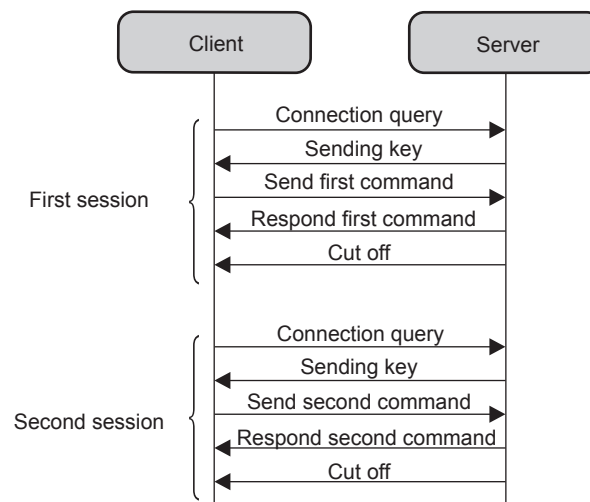 Client
Server
Connection query
Sending key
Send first command
First session
Respond first command
Cut off
Connection query
Sending key
Send second command
Second session
Respond second command
Cut off